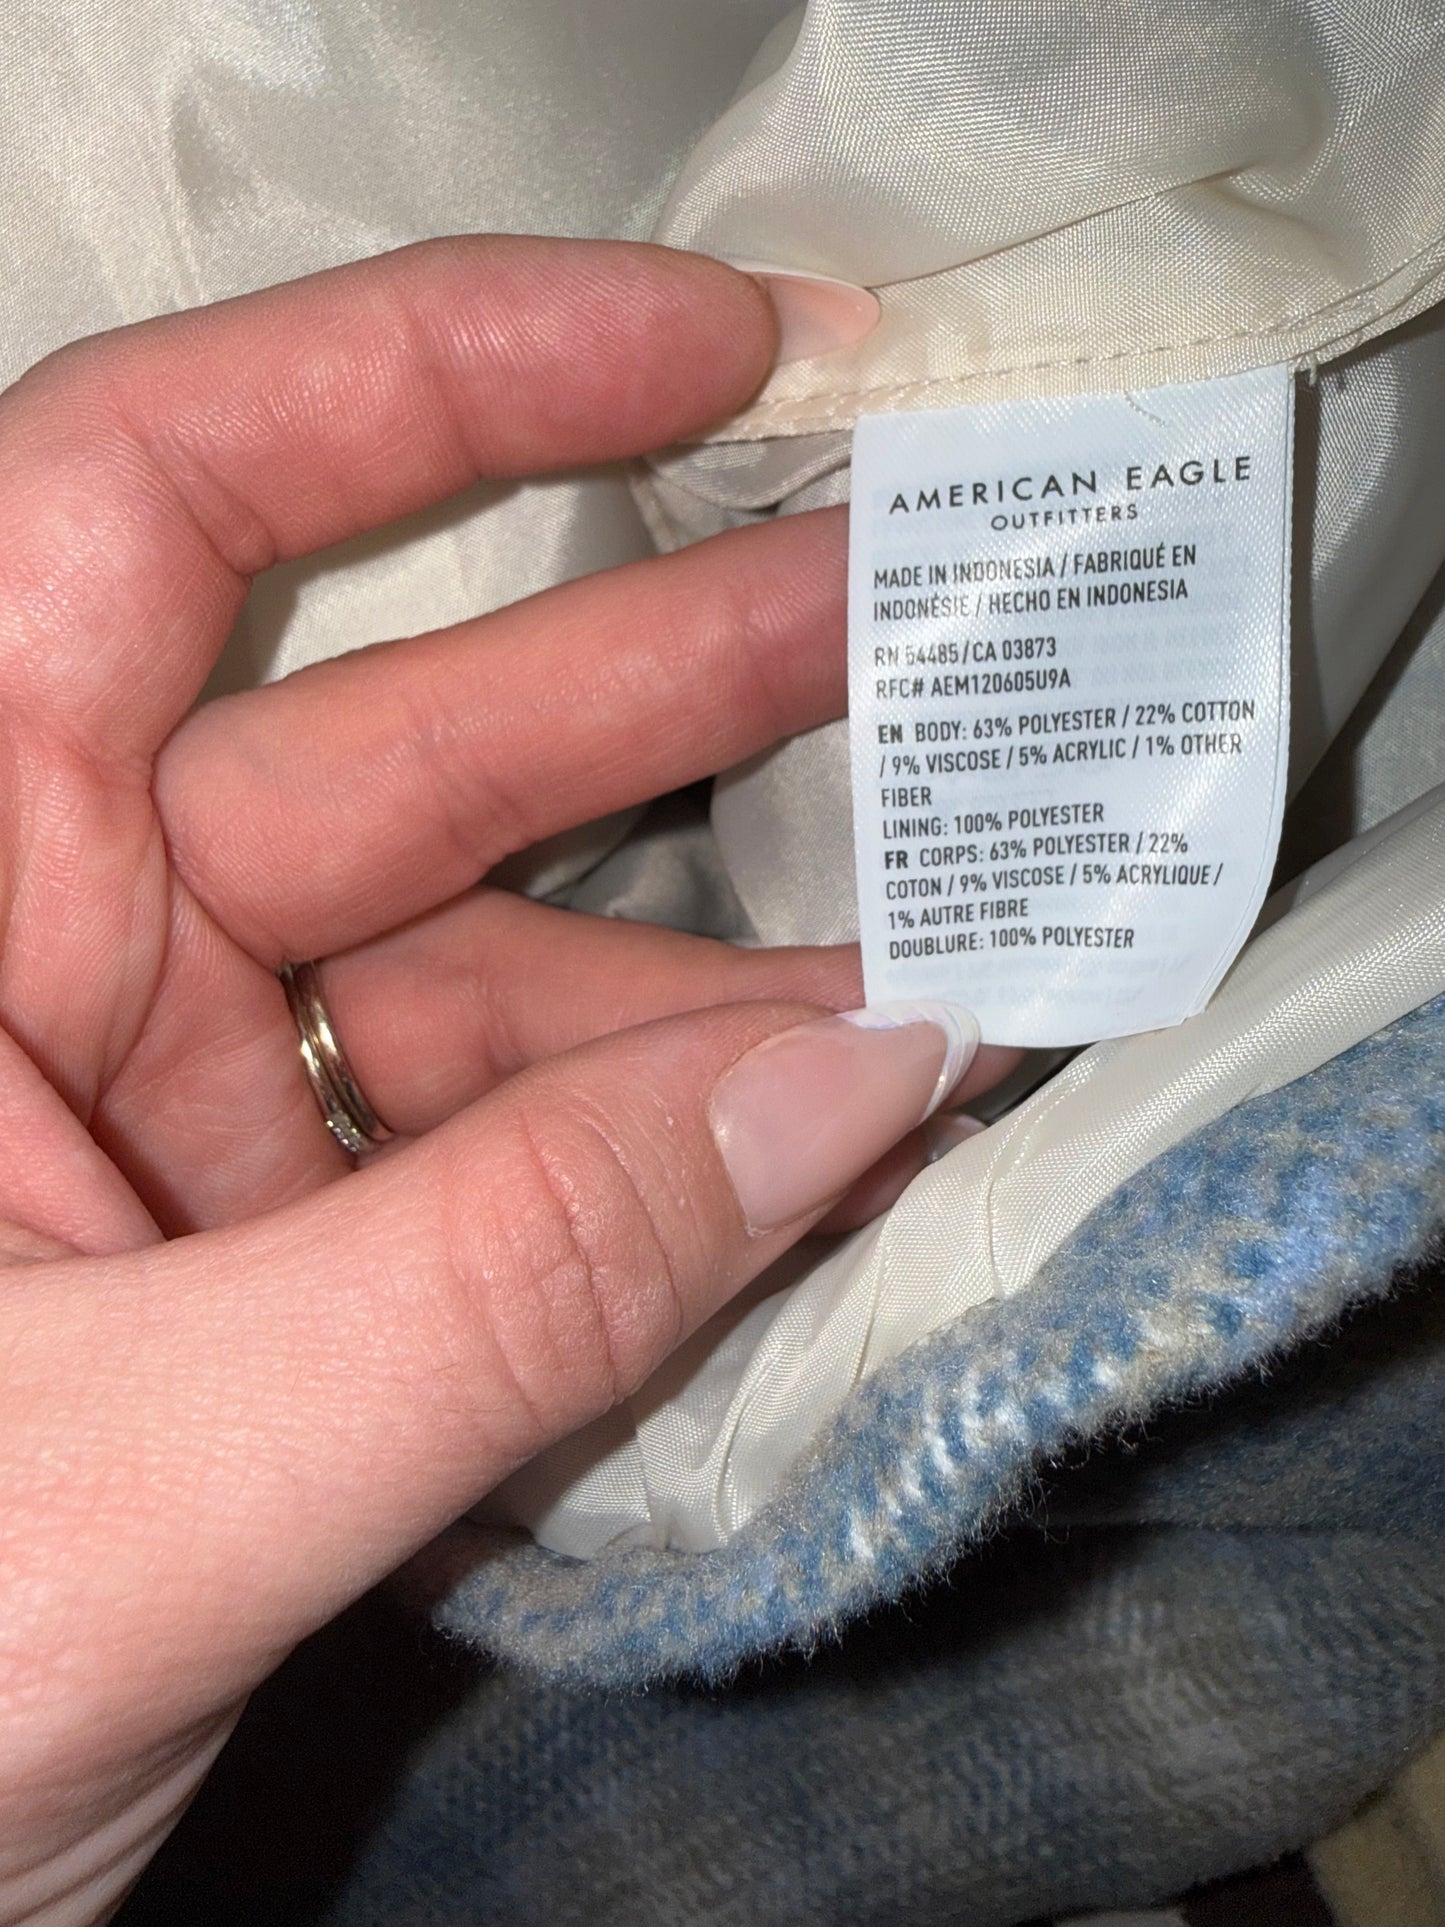 AMERICAN EAGLE
OUTFITTERS
MADE IN INDONESIA / FABRIQUÉ EN
INDONÉSIE / HECHO EN INDONESIA
RN 54485 / CA 03873
RFC# AEM120605U9A
EN BODY: 63% POLYESTER / 22% COTTON
/ 9% VISCOSE / 5% ACRYLIC / 1% OTHER
FIBER
LINING: 100% POLYESTER
FR CORPS: 63% POLYESTER / 22%
COTON / 9% VISCOSE / 5% ACRYLIQUE /
1% AUTRE FIBRE
DOUBLURE: 100% POLYESTER